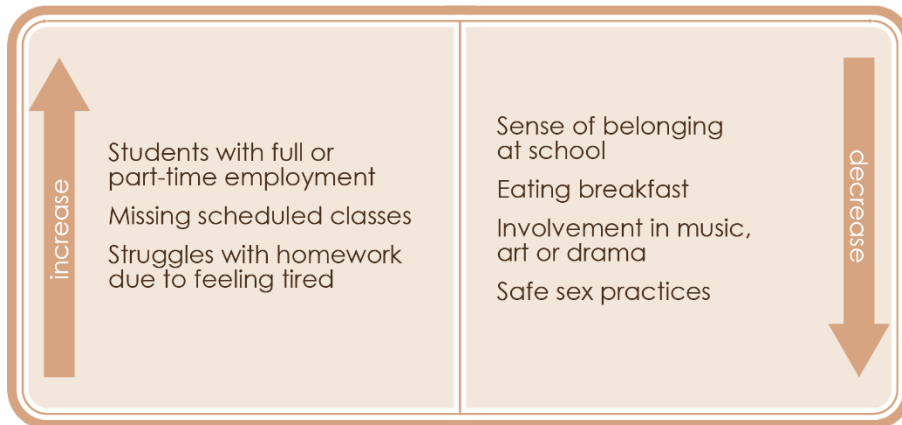 increase
Students with full or
part-time employment
Missing scheduled classes
Struggles with homework
due to feeling tired
Sense of belonging
at school
Eating breakfast
Involvement in music,
art or drama
Safe sex practices
decrease